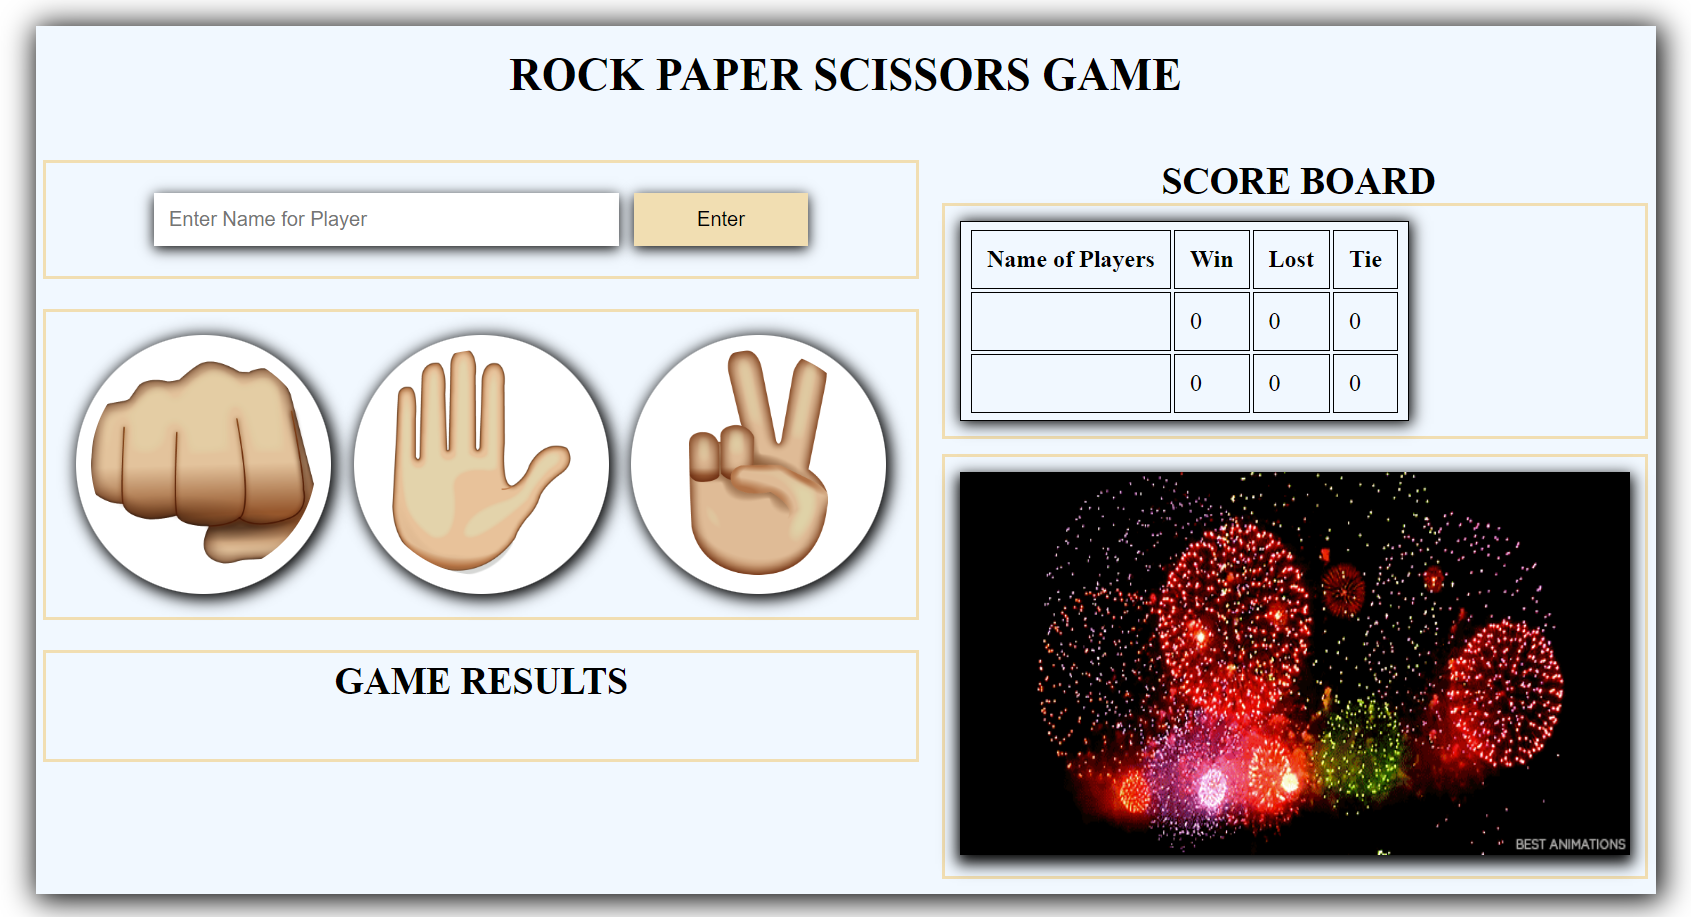 ROCK PAPER SCISSORS GAME
Enter Name for Player
Enter
GAME RESULTS
SCORE BOARD
Name of Players Win Lost Tie
0 0 0
0 0 0
BEST ANIMATIONS